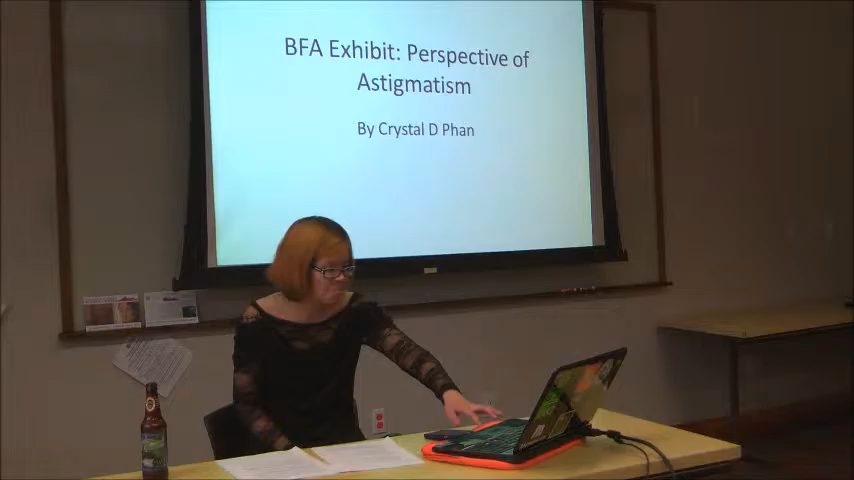 BFA Exhibit: Perspective of
Astigmatism
By Crystal D Phan